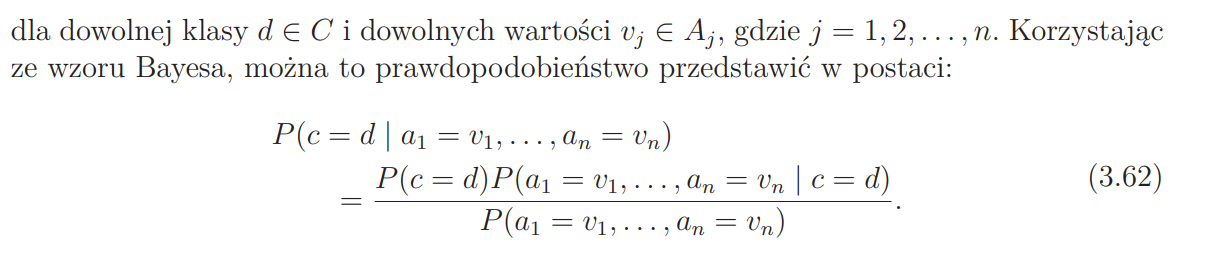 dla dowolnej klasy d ∈ C i dowolnych wartości v_j ∈ A_j, gdzie j = 1, 2, . . . , n. Korzystając
ze wzoru Bayesa, można to prawdopodobieństwo przedstawić w postaci:
P(c = d | a_1 = v_1, . . . , a_n = v_n)
= \frac{P(c = d)P(a_1 = v_1, . . . , a_n = v_n | c = d)}{P(a_1 = v_1, . . . , a_n = v_n)}. (3.62)